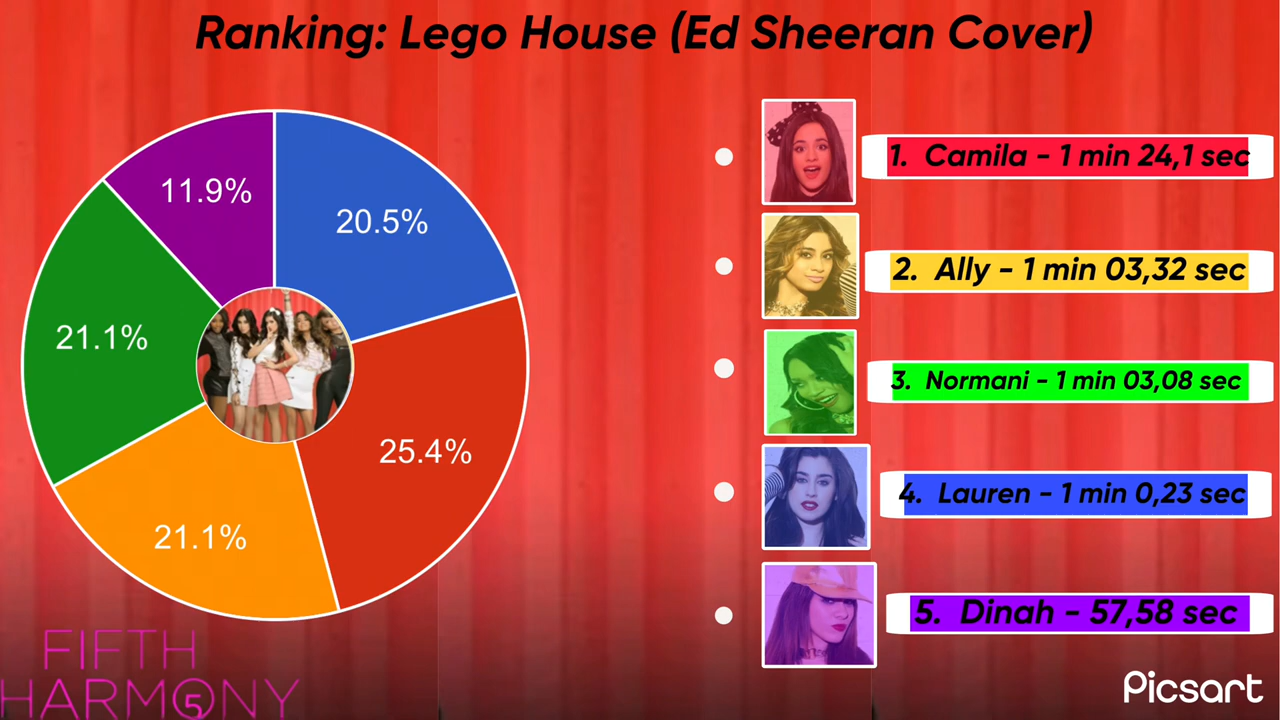 Ranking: Lego House (Ed Sheeran Cover)
11.9%
20.5%
21.1%
25.4%
21.1%
1. Camila - 1 min 24,1 sec
2. Ally - 1 min 03,32 sec
3. Normani - 1 min 03,08 sec
4. Lauren - 1 min 0,23 sec
5. Dinah - 57,58 sec
FIFTH
HARMONY
5
Picsart